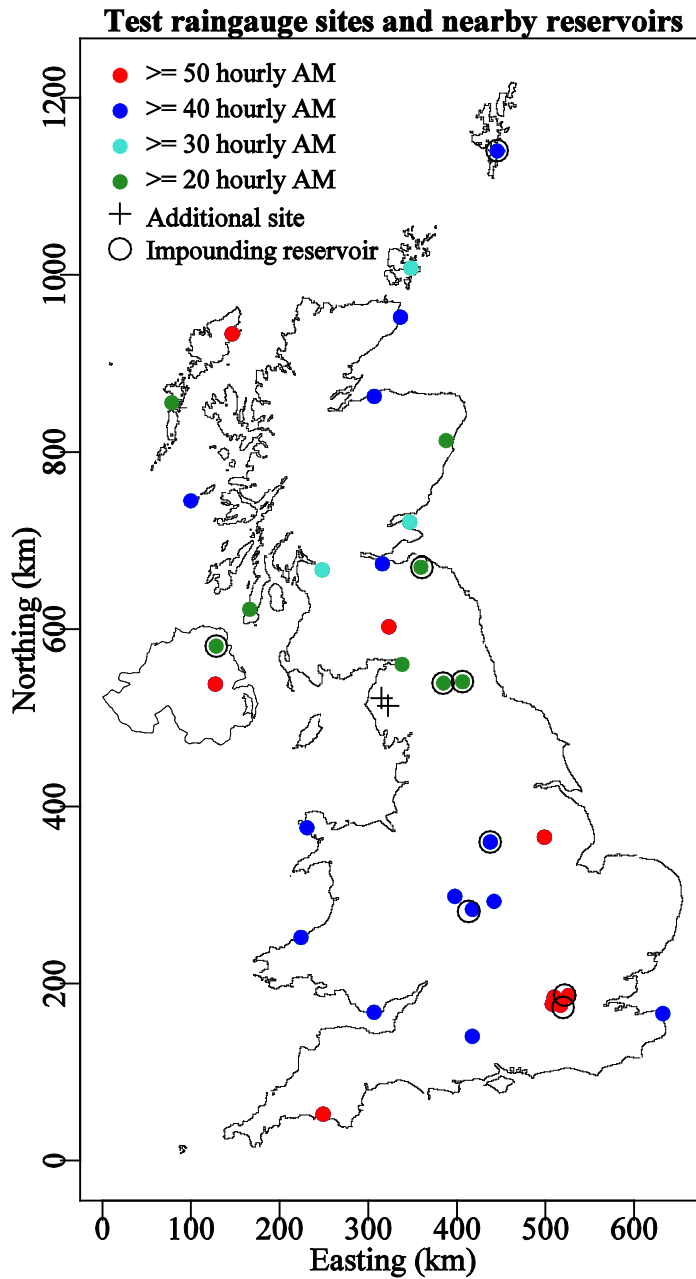 Test raingauge sites and nearby reservoirs
>= 50 hourly AM
>= 40 hourly AM
>= 30 hourly AM
>= 20 hourly AM
Additional site
Impounding reservoir
Northing (km)
1200
1000
800
600
400
200
0
0 100 200 300 400 500 600
Easting (km)